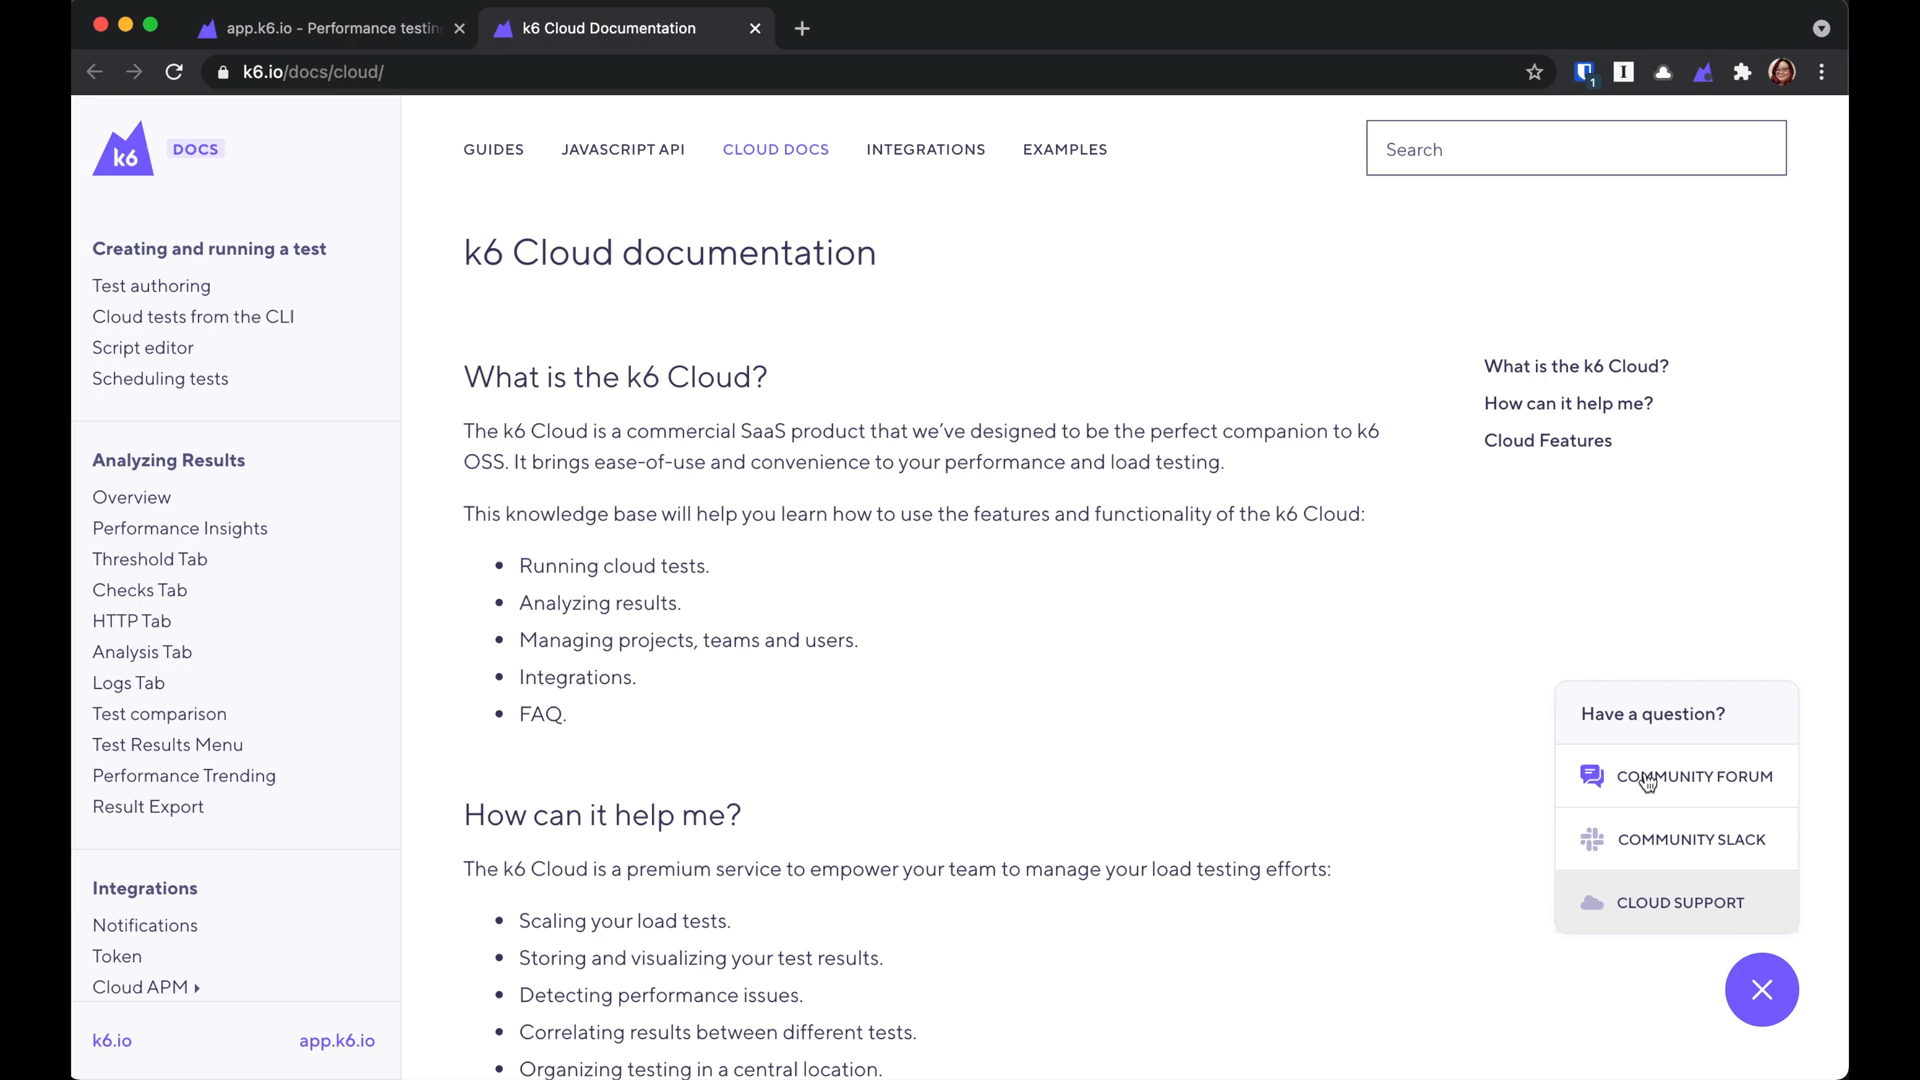 app.k6.io - Performance testing
k6 Cloud Documentation
k6.io/docs/cloud/
1
I
k6
DOCS
GUIDES
JAVASCRIPT API
CLOUD DOCS
INTEGRATIONS
EXAMPLES
Search
Creating and running a test
Test authoring
Cloud tests from the CLI
Script editor
Scheduling tests
Analyzing Results
Overview
Performance Insights
Threshold Tab
Checks Tab
HTTP Tab
Analysis Tab
Logs Tab
Test comparison
Test Results Menu
Performance Trending
Result Export
Integrations
Notifications
Token
Cloud APM
k6.io
app.k6.io
k6 Cloud documentation
What is the k6 Cloud?
The k6 Cloud is a commercial SaaS product that we've designed to be the perfect companion to k6
OSS. It brings ease-of-use and convenience to your performance and load testing.
This knowledge base will help you learn how to use the features and functionality of the k6 Cloud:
Running cloud tests.
Analyzing results.
Managing projects, teams and users.
Integrations.
FAQ.
How can it help me?
The k6 Cloud is a premium service to empower your team to manage your load testing efforts:
Scaling your load tests.
Storing and visualizing your test results.
Detecting performance issues.
Correlating results between different tests.
Organizing testing in a central location.
What is the k6 Cloud?
How can it help me?
Cloud Features
Have a question?
COMMUNITY FORUM
COMMUNITY SLACK
CLOUD SUPPORT